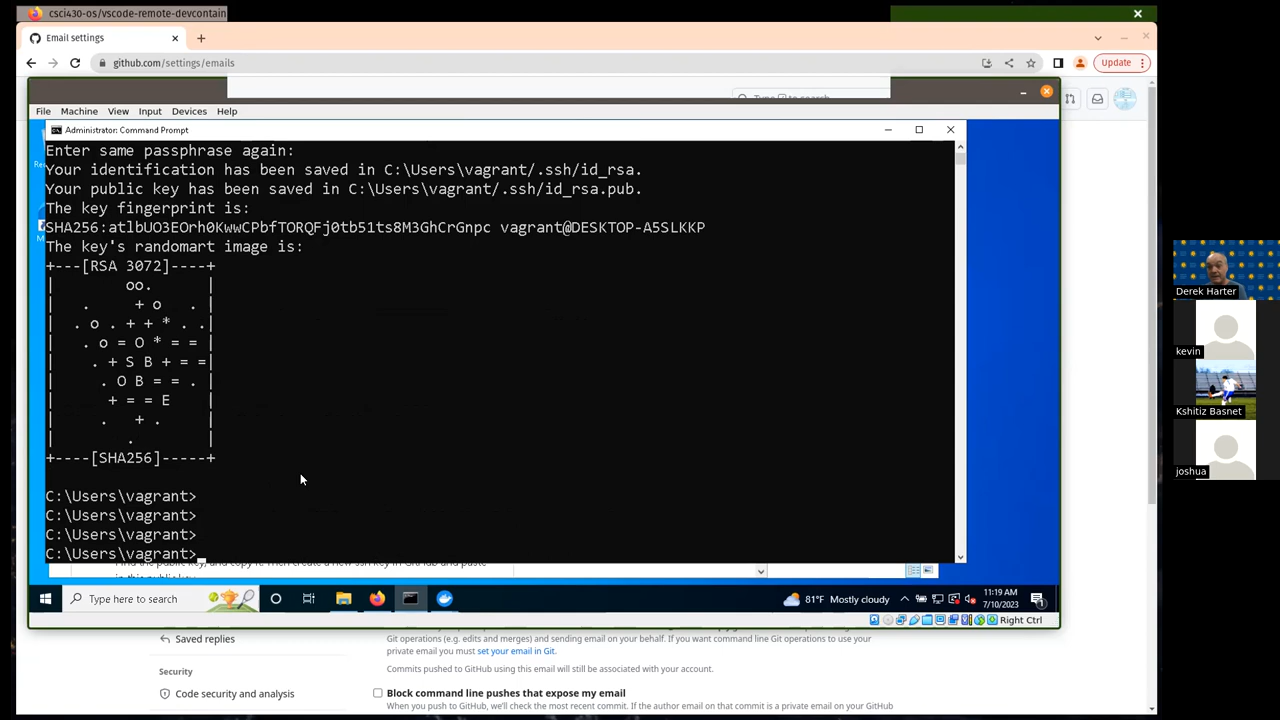 csci430-os/vscode-remote-devcontain
Email settings
github.com/settings/emails
Update
File Machine View Input Devices Help
Administrator: Command Prompt
Enter same passphrase again:
Your identification has been saved in C:\Users\vagrant/.ssh/id_rsa.
Your public key has been saved in C:\Users\vagrant/.ssh/id_rsa.pub.
The key fingerprint is:
SHA256:atlbUO3EOrh0KwwCPbfTORQFj0tb51ts8M3GhCrGnpc vagrant@DESKTOP-A5SLKKP
The key's randomart image is:
+---[RSA 3072]----+
|        oo.      |
|   .     + o   . |
|  . o . + + * . .|
|   . o = O * = = |
|    . + S B + = =|
|     . O B = = . |
|      + = = E    |
|     .   + .     |
|        .        |
+----[SHA256]-----+
C:\Users\vagrant>
C:\Users\vagrant>
C:\Users\vagrant>
C:\Users\vagrant>
in this public key
Type here to search
81°F Mostly cloudy
11:19 AM
7/10/2023
Right Ctrl
Saved replies
Security
Code security and analysis
Git operations (e.g. edits and merges) and sending email on your behalf. If you want command line Git operations to use your
private email you must set your email in Git.
Commits pushed to GitHub using this email will still be associated with your account.
Block command line pushes that expose my email
When you push to GitHub, we'll check the most recent commit. If the author email on that commit is a private email on your GitHub
Derek Harter
kevin
Kshitiz Basnet
joshua